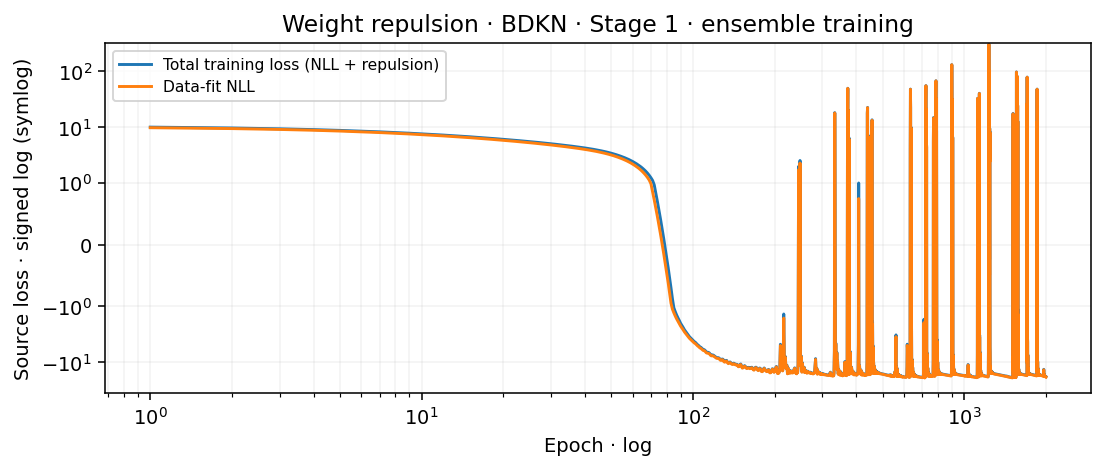 Weight repulsion · BDKN · Stage 1 · ensemble training
Total training loss (NLL + repulsion)
Data-fit NLL
Source loss · signed log (symlog)
10²
10¹
10⁰
0
−10⁰
−10¹
10⁰ 10¹ 10² 10³
Epoch · log